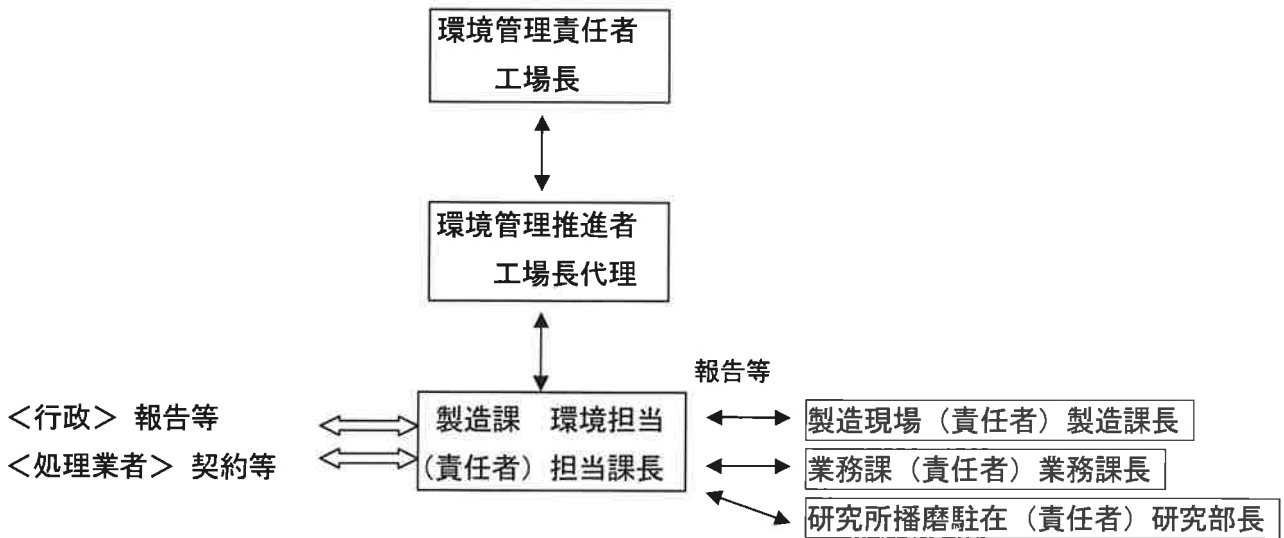 環境管理責任者
工場長
環境管理推進者
工場長代理
報告等
＜行政＞ 報告等
＜処理業者＞ 契約等
製造課　環境担当
（責任者）担当課長
製造現場（責任者）製造課長
業務課（責任者）業務課長
研究所播磨駐在（責任者）研究部長